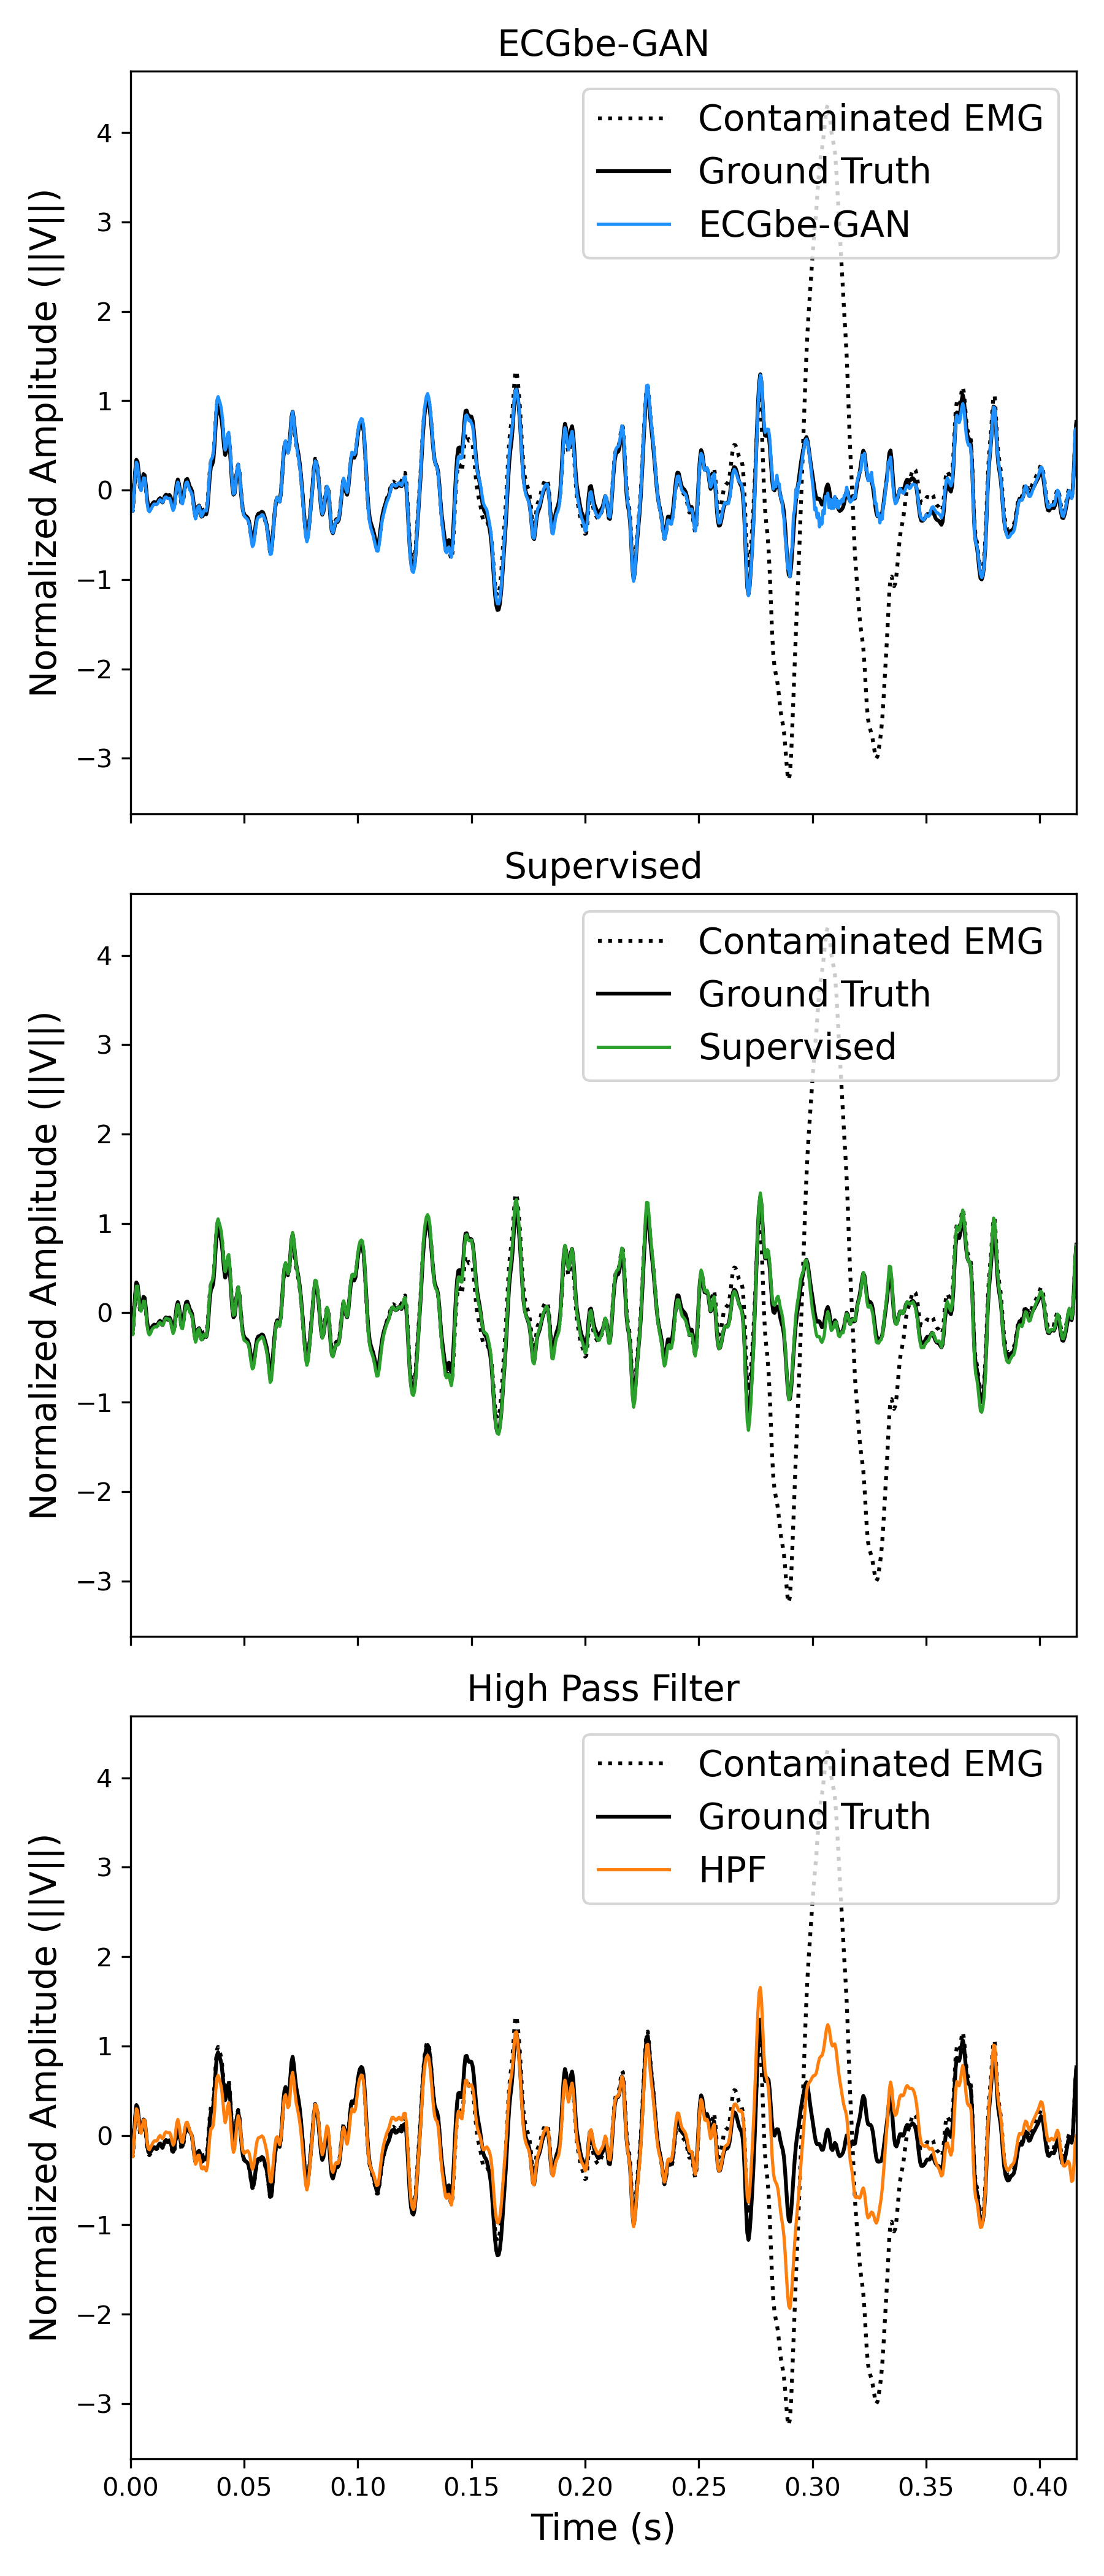 ECGbe-GAN
Normalized Amplitude (||V||)
4
3
2
1
0
−1
−2
−3
Contaminated EMG
Ground Truth
ECGbe-GAN
Supervised
Normalized Amplitude (||V||)
4
3
2
1
0
−1
−2
−3
Contaminated EMG
Ground Truth
Supervised
High Pass Filter
Normalized Amplitude (||V||)
4
3
2
1
0
−1
−2
−3
Contaminated EMG
Ground Truth
HPF
0.00 0.05 0.10 0.15 0.20 0.25 0.30 0.35 0.40
Time (s)